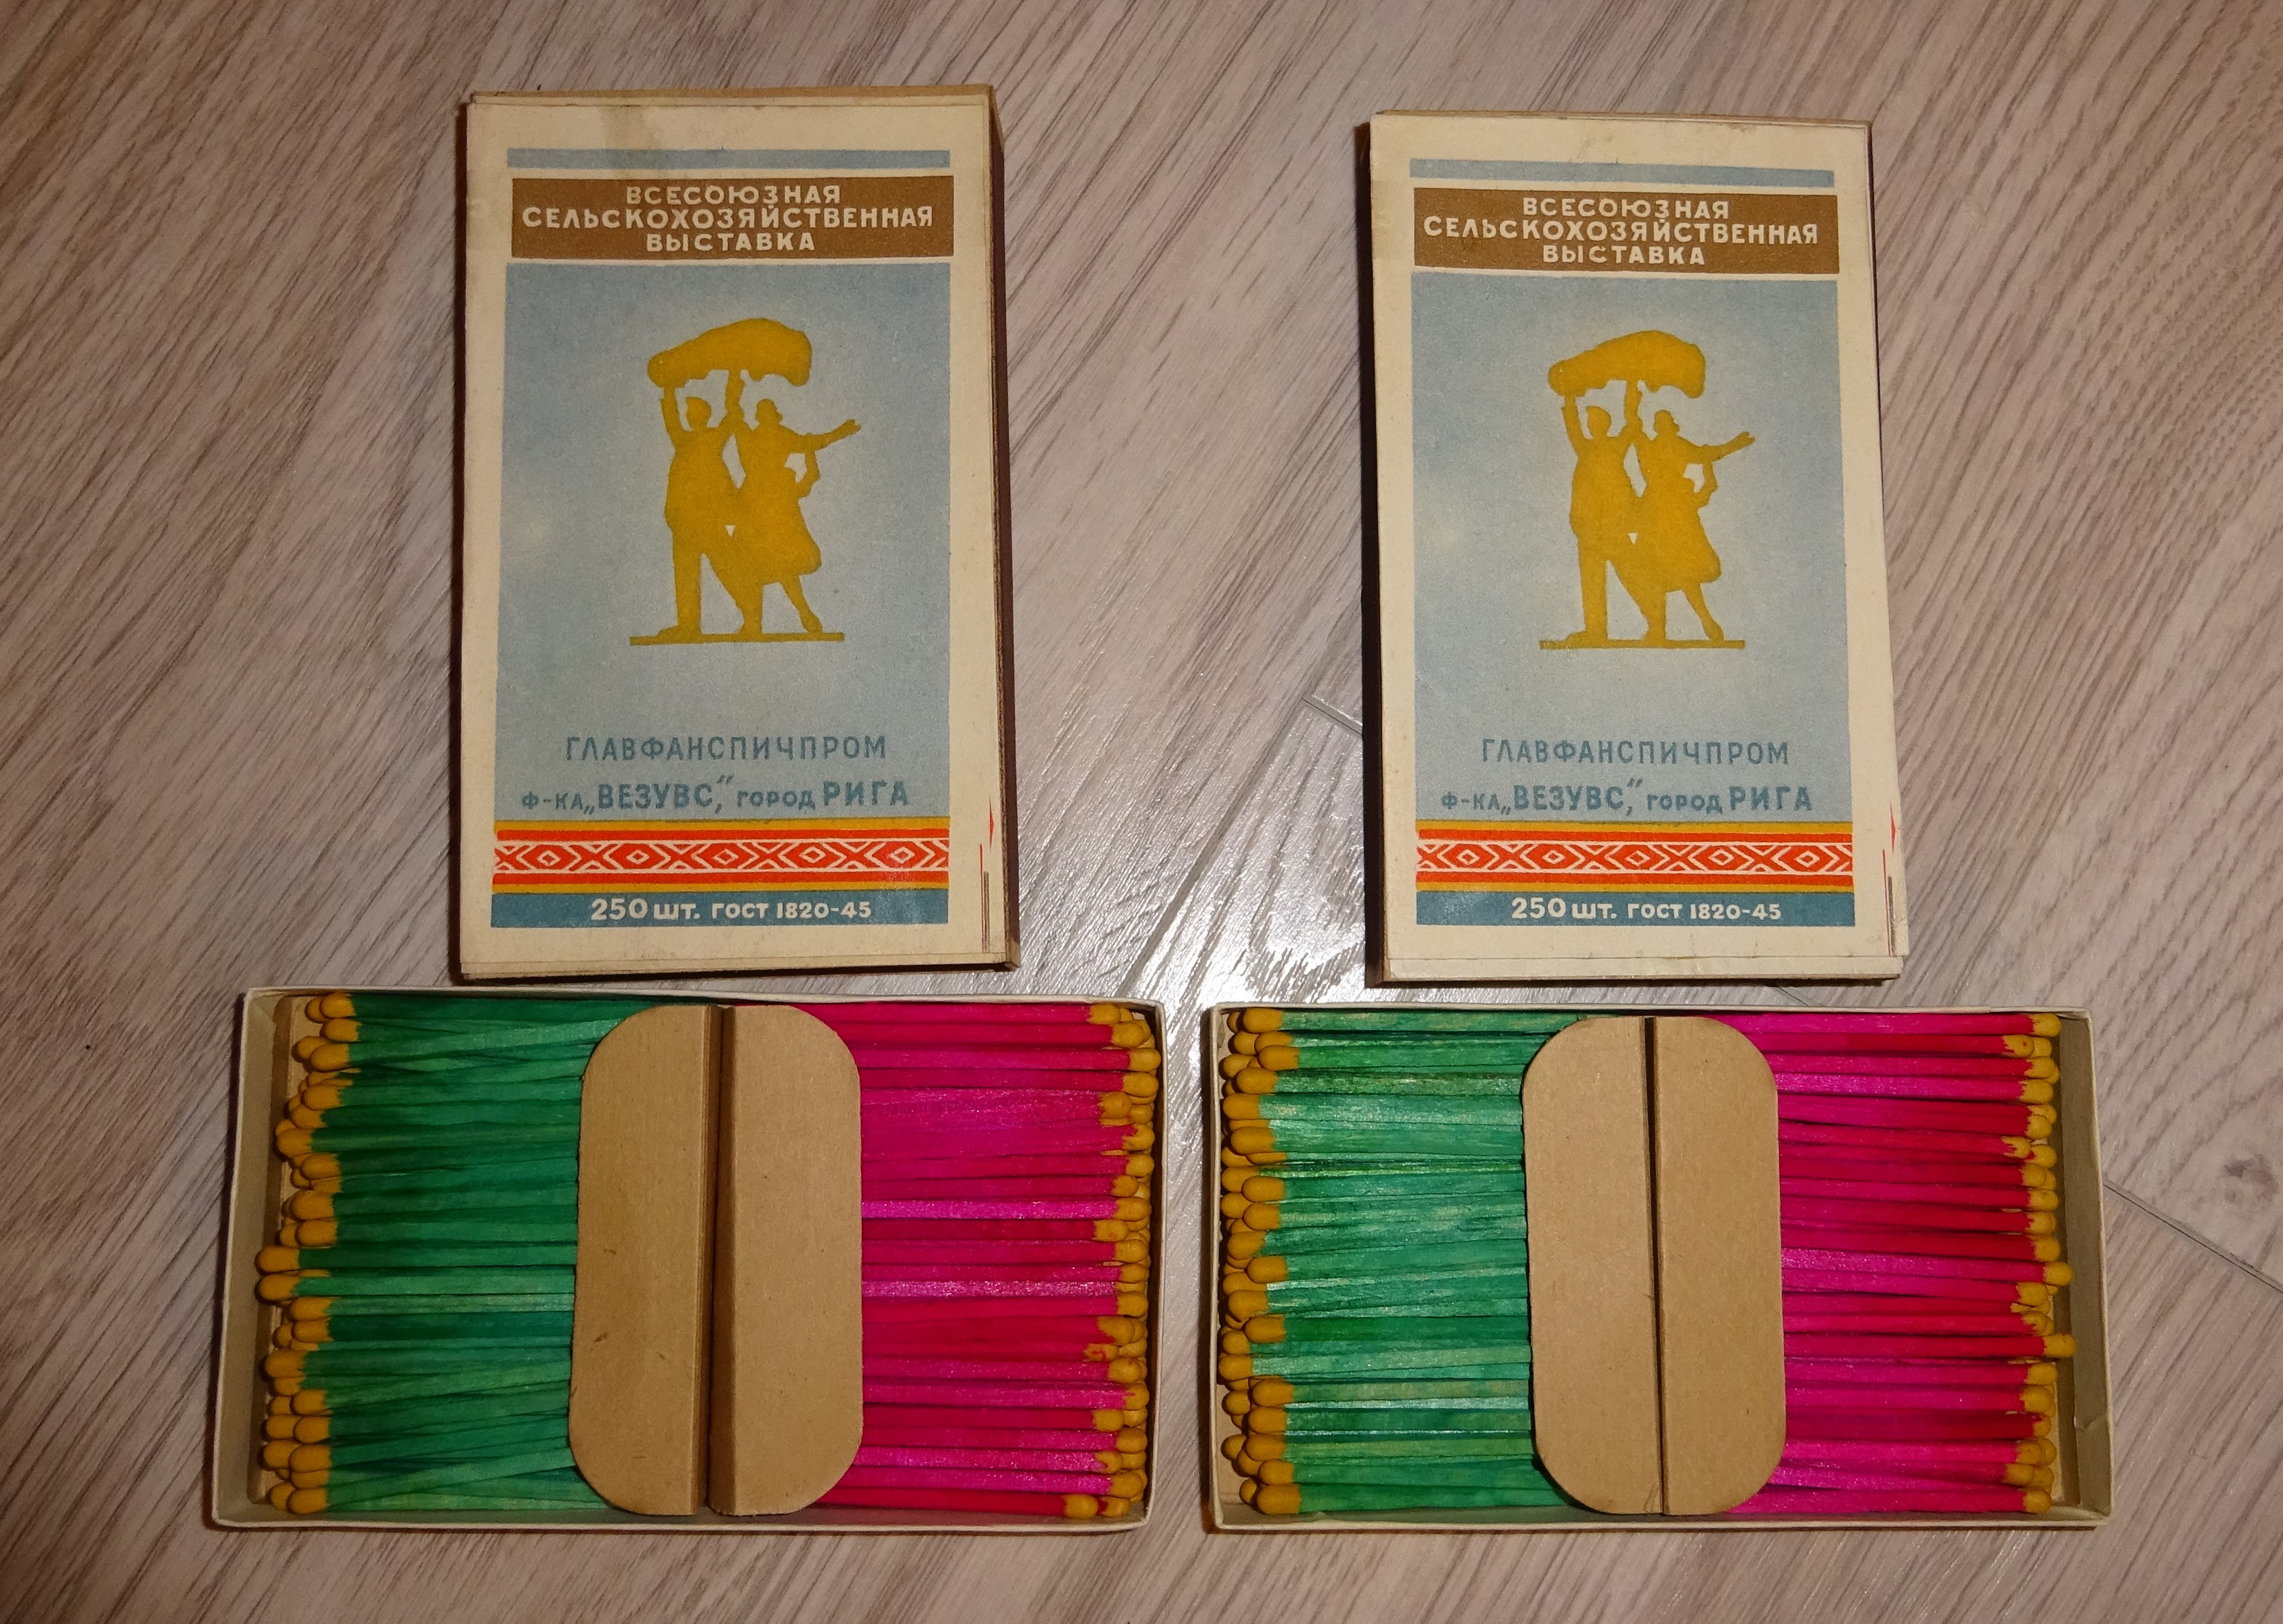 ВСЕСОЮЗНАЯ
СЕЛЬСКОХОЗЯЙСТВЕННАЯ
ВЫСТАВКА
ГЛАВФАНСПИЧПРОМ
Ф-КА „ВЕЗУВС,” ГОРОД РИГА
250 ШТ. ГОСТ 1820-45
ВСЕСОЮЗНАЯ
СЕЛЬСКОХОЗЯЙСТВЕННАЯ
ВЫСТАВКА
ГЛАВФАНСПИЧПРОМ
Ф-КА „ВЕЗУВС,” ГОРОД РИГА
250 ШТ. ГОСТ 1820-45